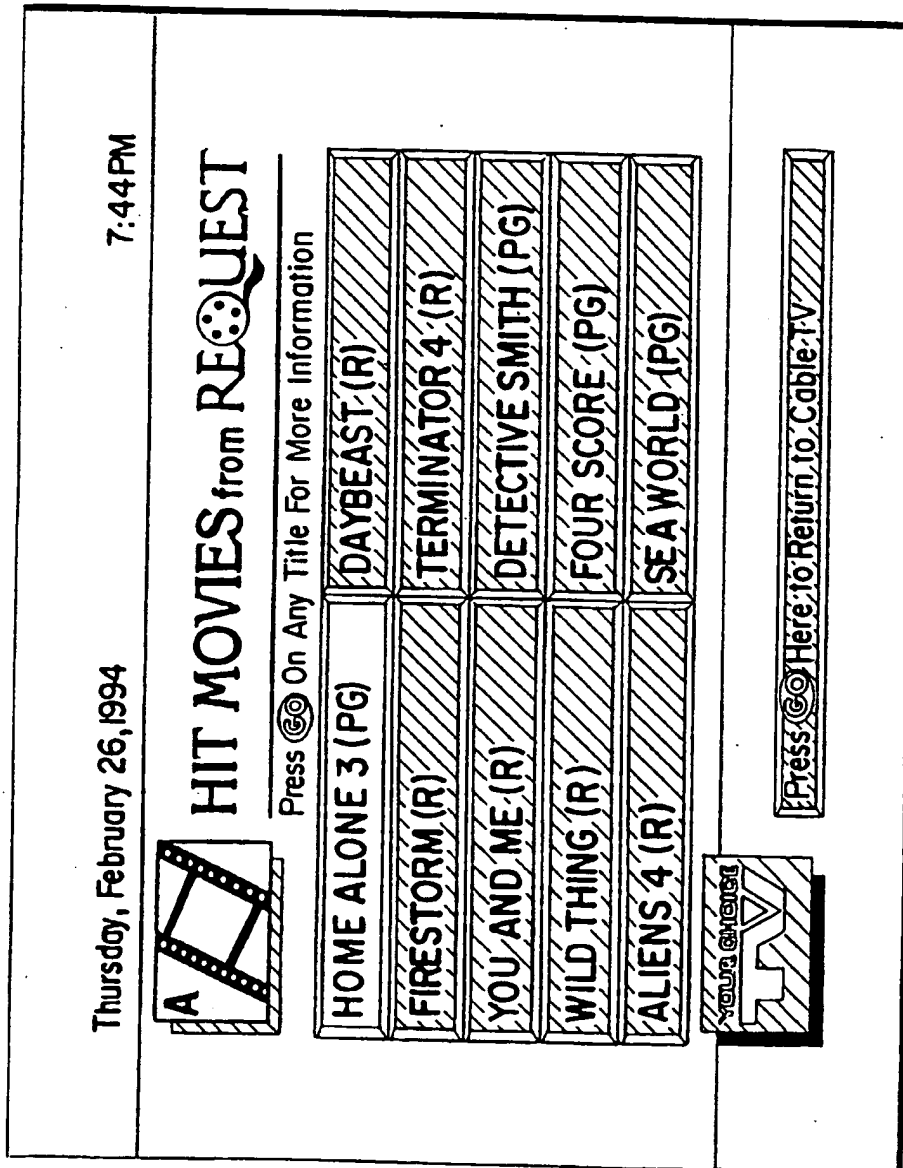 Thursday, February 26, 1994 7:44PM
A
HIT MOVIES from REQUEST
Press GO On Any Title For More Information
HOME ALONE 3 (PG) DAYBEAST (R)
FIRESTORM (R) TERMINATOR 4 (R)
YOU AND ME (R) DETECTIVE SMITH (PG)
WILD THING (R) FOUR SCORE (PG)
ALIENS 4 (R) SEA WORLD (PG)
YOUR CHOICE
TV
Press GO Here to Return to Cable TV